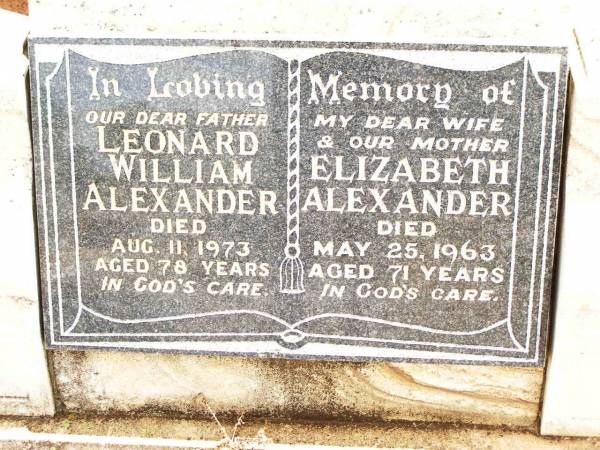 In Loving
OUR DEAR FATHER
LEONARD
WILLIAM
ALEXANDER
DIED
AUG. 11, 1973
AGED 78 YEARS
IN GOD'S CARE.
Memory of
MY DEAR WIFE
& OUR MOTHER
ELIZABETH
ALEXANDER
DIED
MAY 25, 1963
AGED 71 YEARS
IN GOD'S CARE.